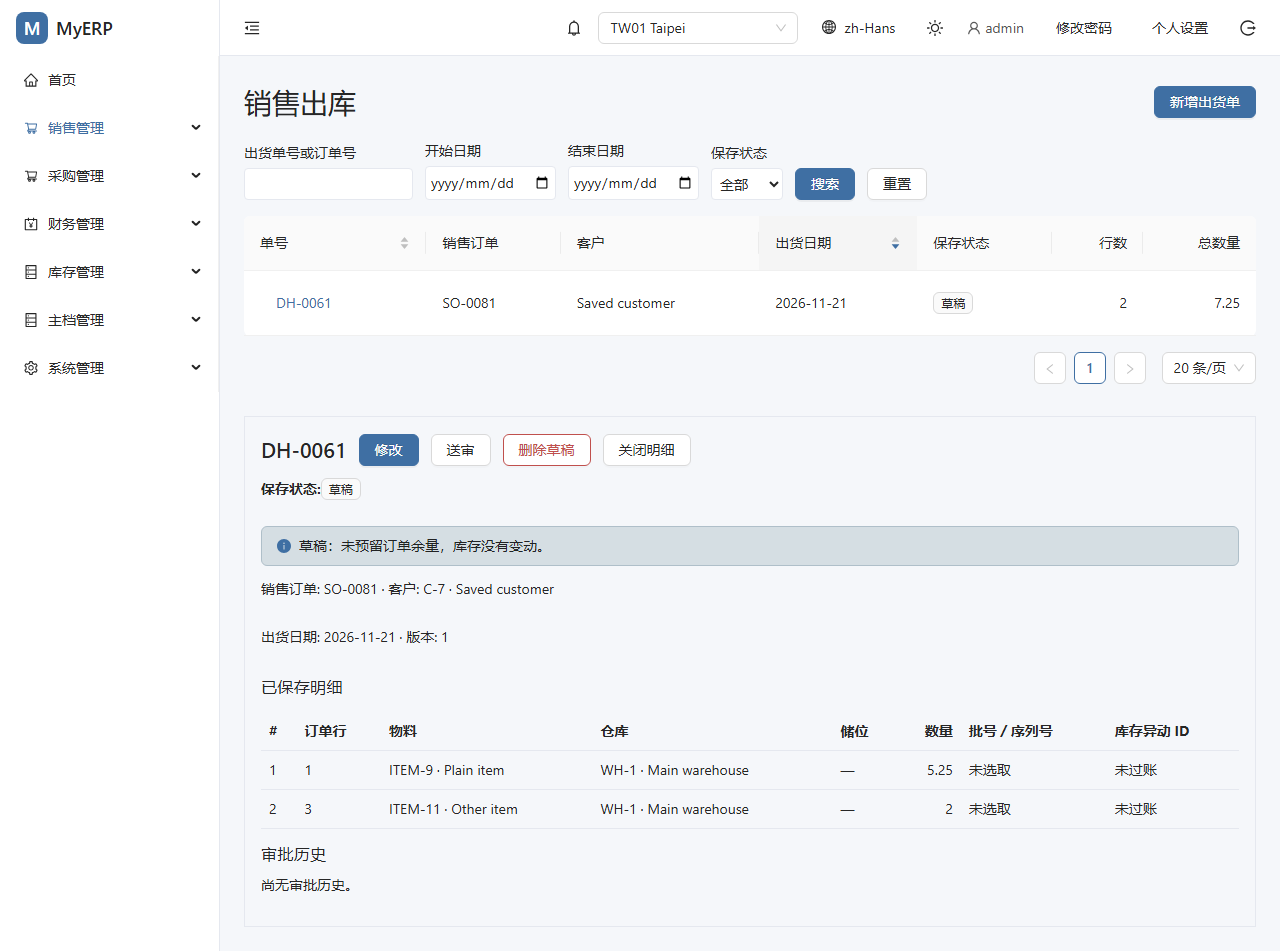 M MyERP
TW01 Taipei
zh-Hans
admin
修改密码
个人设置
首页
销售管理
采购管理
财务管理
库存管理
主档管理
系统管理
销售出库
新增出货单
出货单号或订单号
开始日期
结束日期
保存状态
yyyy/mm/dd
yyyy/mm/dd
全部
搜索
重置
单号 销售订单 客户 出货日期 保存状态 行数 总数量
DH-0061 SO-0081 Saved customer 2026-11-21 草稿 2 7.25
< 1 > 20 条/页
DH-0061 修改 送审 删除草稿 关闭明细
保存状态: 草稿
草稿：未预留订单余量，库存没有变动。
销售订单: SO-0081 · 客户: C-7 · Saved customer
出货日期: 2026-11-21 · 版本: 1
已保存明细
# 订单行 物料 仓库 储位 数量 批号 / 序列号 库存异动 ID
1 1 ITEM-9 · Plain item WH-1 · Main warehouse — 5.25 未选取 未过账
2 3 ITEM-11 · Other item WH-1 · Main warehouse — 2 未选取 未过账
审批历史
尚无审批历史。